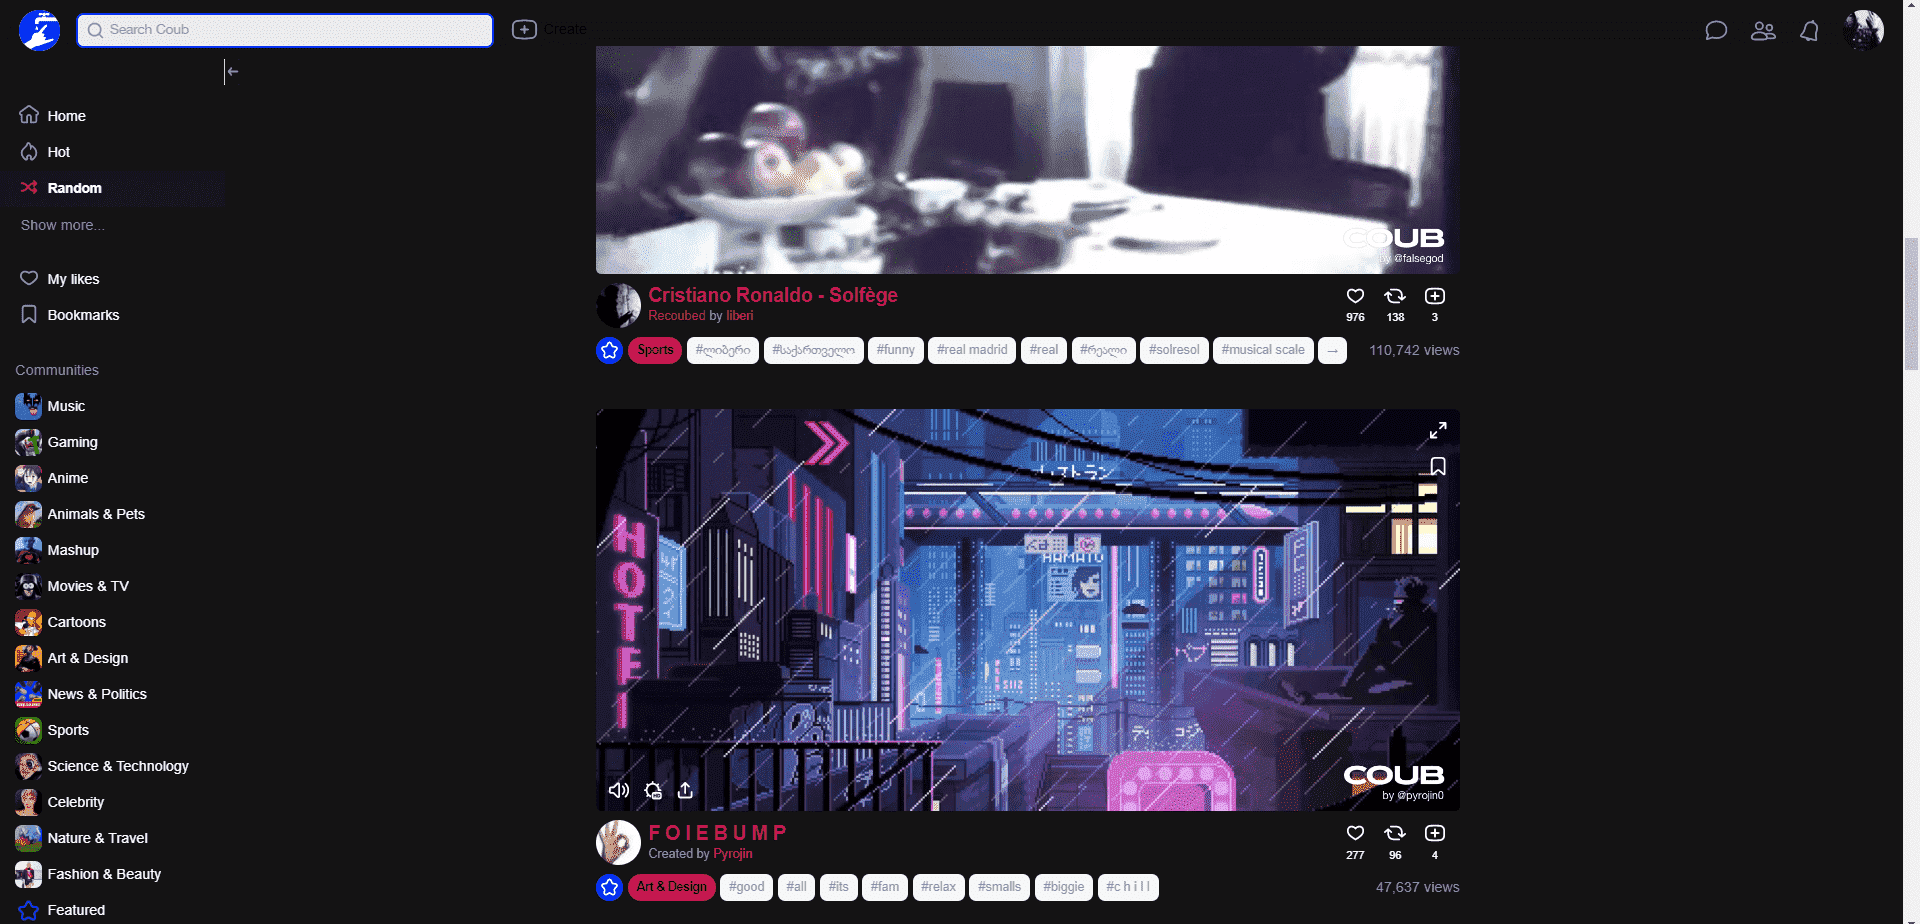 Search Coub
Create
Home
Hot
Random
Show more...
My likes
Bookmarks
Communities
Music
Gaming
Anime
Animals & Pets
Mashup
Movies & TV
Cartoons
Art & Design
News & Politics
Sports
Science & Technology
Celebrity
Nature & Travel
Fashion & Beauty
Featured
COUB
by @falsegod
Cristiano Ronaldo - Solfège
Recoubed by liberi
976
138
3
Sports #ლიბერი #საქართველო #funny #real madrid #real #რეალი #solresol #musical scale → 110,742 views
HOTEL
ストラン
COUB
by @pyrojin0
F O I E B U M P
Created by Pyrojin
277
96
4
Art & Design #good #all #its #fam #relax #smalls #biggie #c h i l l 47,637 views